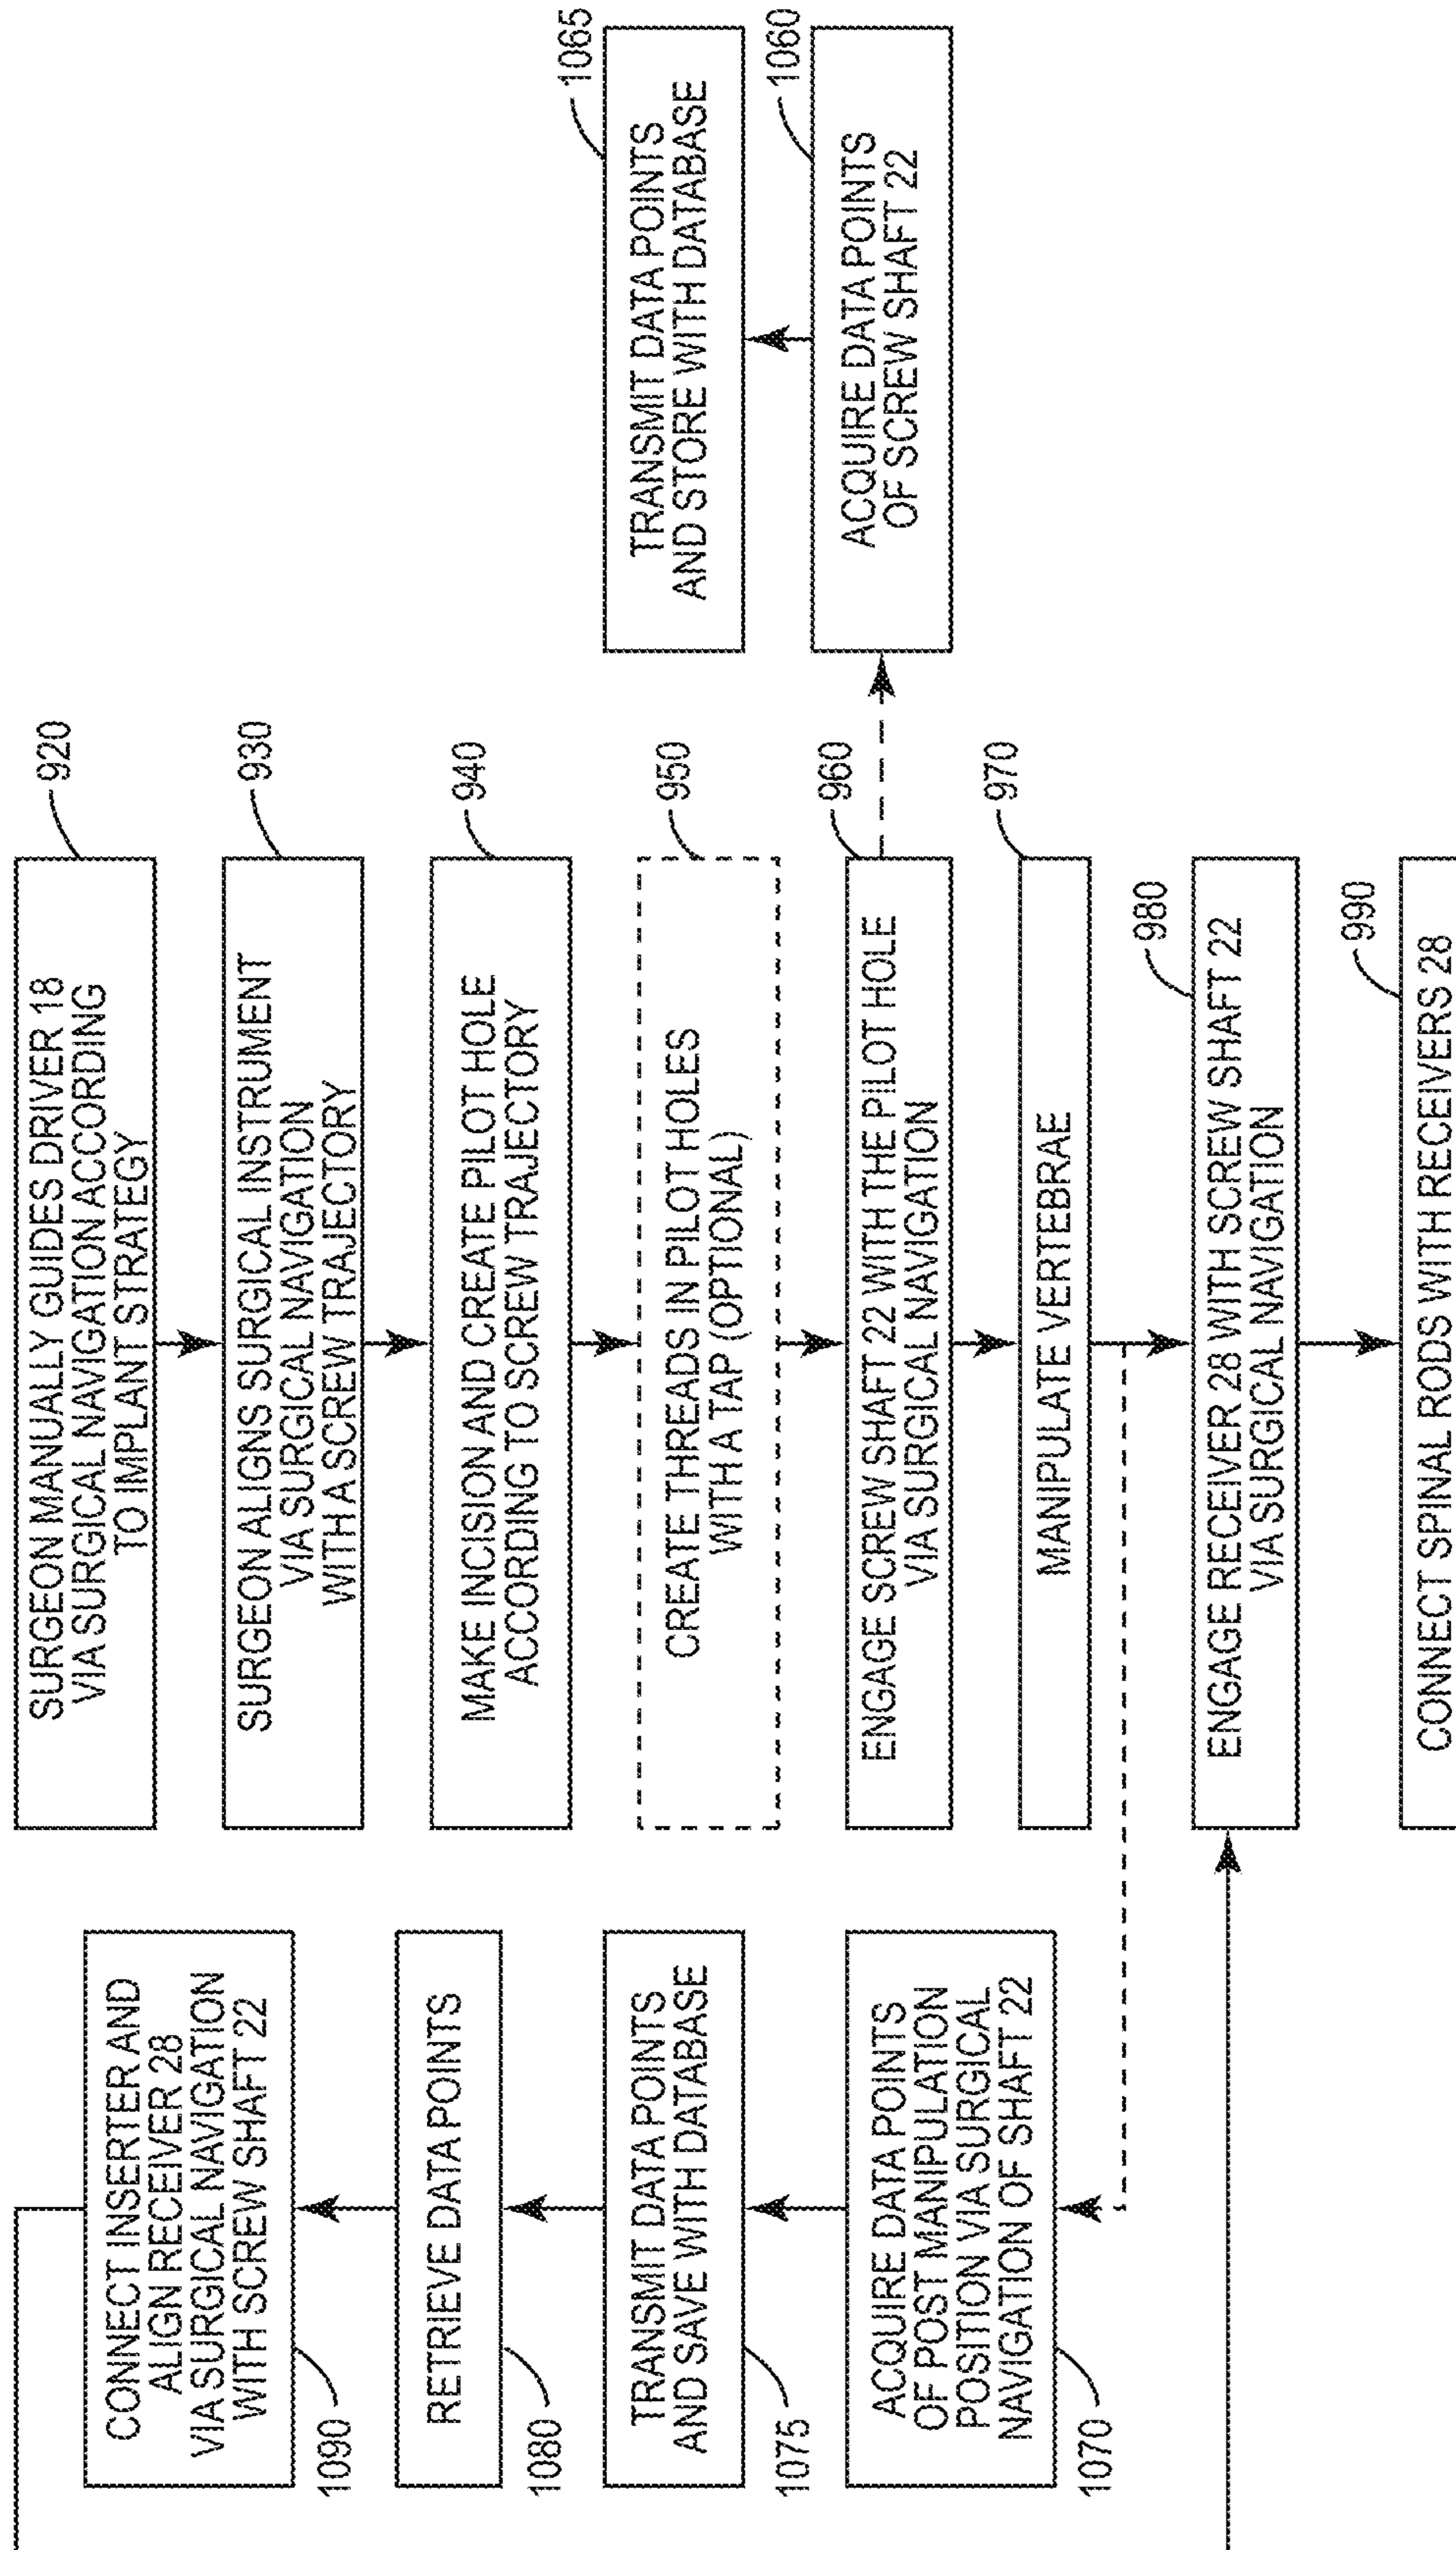 SURGEON MANUALLY GUIDES DRIVER 18
VIA SURGICAL NAVIGATION ACCORDING
TO IMPLANT STRATEGY
920
SURGEON ALIGNS SURGICAL INSTRUMENT
VIA SURGICAL NAVIGATION
WITH A SCREW TRAJECTORY
930
MAKE INCISION AND CREATE PILOT HOLE
ACCORDING TO SCREW TRAJECTORY
940
CREATE THREADS IN PILOT HOLES
WITH A TAP (OPTIONAL)
950
ENGAGE SCREW SHAFT 22 WITH THE PILOT HOLE
VIA SURGICAL NAVIGATION
960
MANIPULATE VERTEBRAE
970
ENGAGE RECEIVER 28 WITH SCREW SHAFT 22
VIA SURGICAL NAVIGATION
980
CONNECT SPINAL RODS WITH RECEIVERS 28
990
TRANSMIT DATA POINTS
AND STORE WITH DATABASE
1065
ACQUIRE DATA POINTS
OF SCREW SHAFT 22
1060
CONNECT INSERTER AND
ALIGN RECEIVER 28
VIA SURGICAL NAVIGATION
WITH SCREW SHAFT 22
1090
RETRIEVE DATA POINTS
1080
TRANSMIT DATA POINTS
AND SAVE WITH DATABASE
1075
ACQUIRE DATA POINTS
OF POST MANIPULATION
POSITION VIA SURGICAL
NAVIGATION OF SHAFT 22
1070